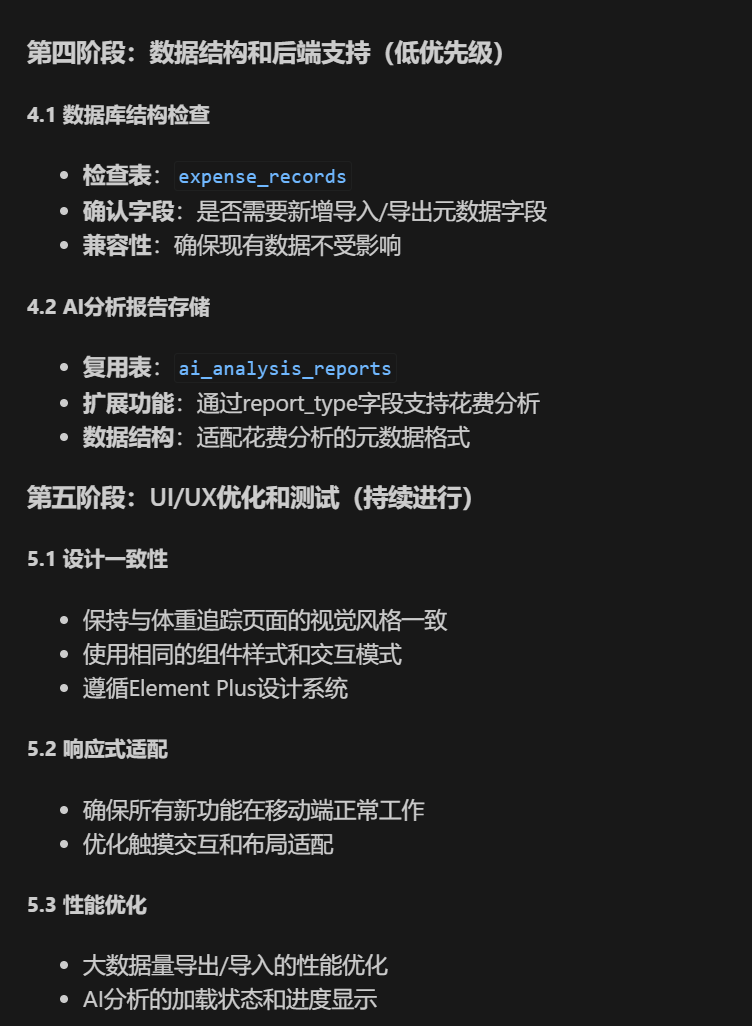 第四阶段：数据结构和后端支持（低优先级）
4.1 数据库结构检查
• 检查表：expense_records
• 确认字段：是否需要新增导入/导出元数据字段
• 兼容性：确保现有数据不受影响
4.2 AI分析报告存储
• 复用表：ai_analysis_reports
• 扩展功能：通过report_type字段支持花费分析
• 数据结构：适配花费分析的元数据格式
第五阶段：UI/UX优化和测试（持续进行）
5.1 设计一致性
• 保持与体重追踪页面的视觉风格一致
• 使用相同的组件样式和交互模式
• 遵循Element Plus设计系统
5.2 响应式适配
• 确保所有新功能在移动端正常工作
• 优化触摸交互和布局适配
5.3 性能优化
• 大数据量导出/导入的性能优化
• AI分析的加载状态和进度显示